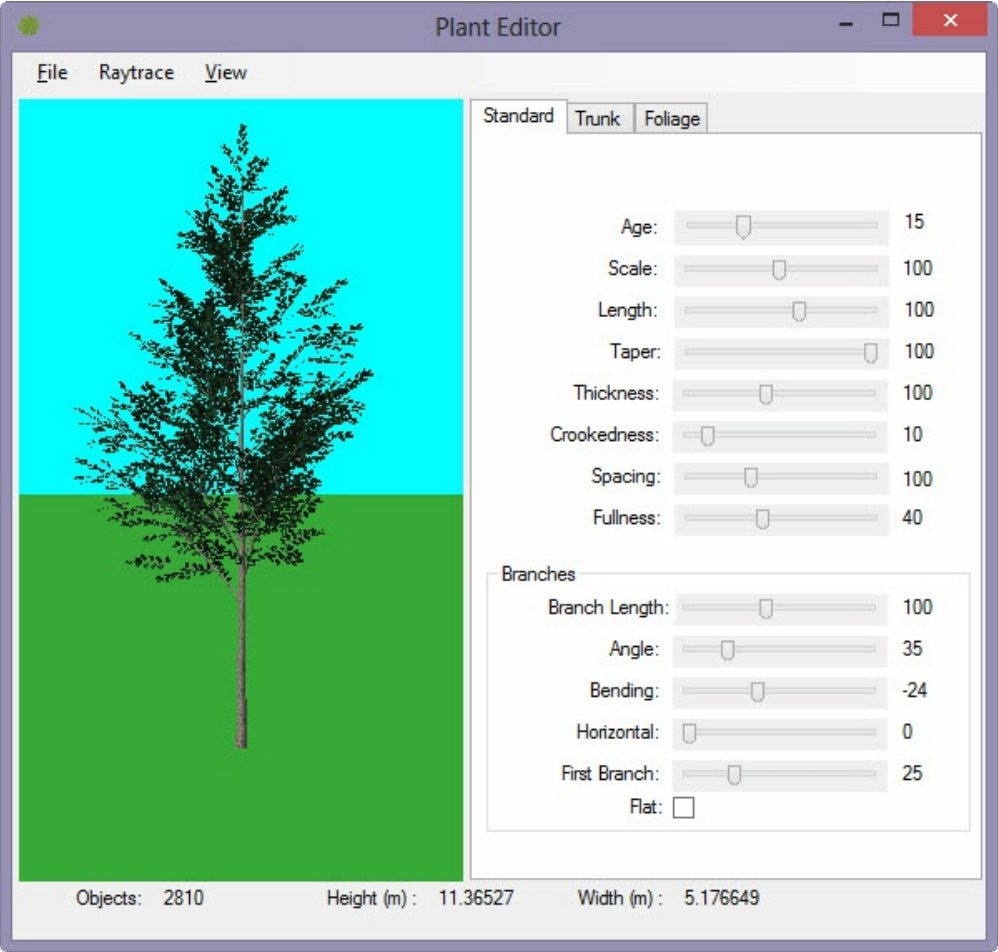 Plant Editor
File Raytrace View
Standard Trunk Foliage
Age: 15
Scale: 100
Length: 100
Taper: 100
Thickness: 100
Crookedness: 10
Spacing: 100
Fullness: 40
Branches
Branch Length: 100
Angle: 35
Bending: -24
Horizontal: 0
First Branch: 25
Flat:
Objects: 2810 Height (m) : 11.36527 Width (m) : 5.176649